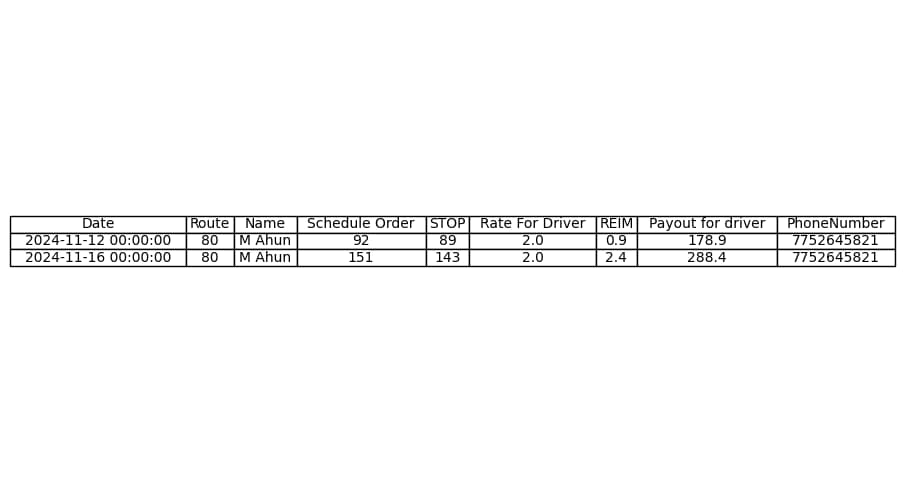 Date Route Name Schedule Order STOP Rate For Driver REIM Payout for driver PhoneNumber
2024-11-12 00:00:00 80 M Ahun 92 89 2.0 0.9 178.9 7752645821
2024-11-16 00:00:00 80 M Ahun 151 143 2.0 2.4 288.4 7752645821